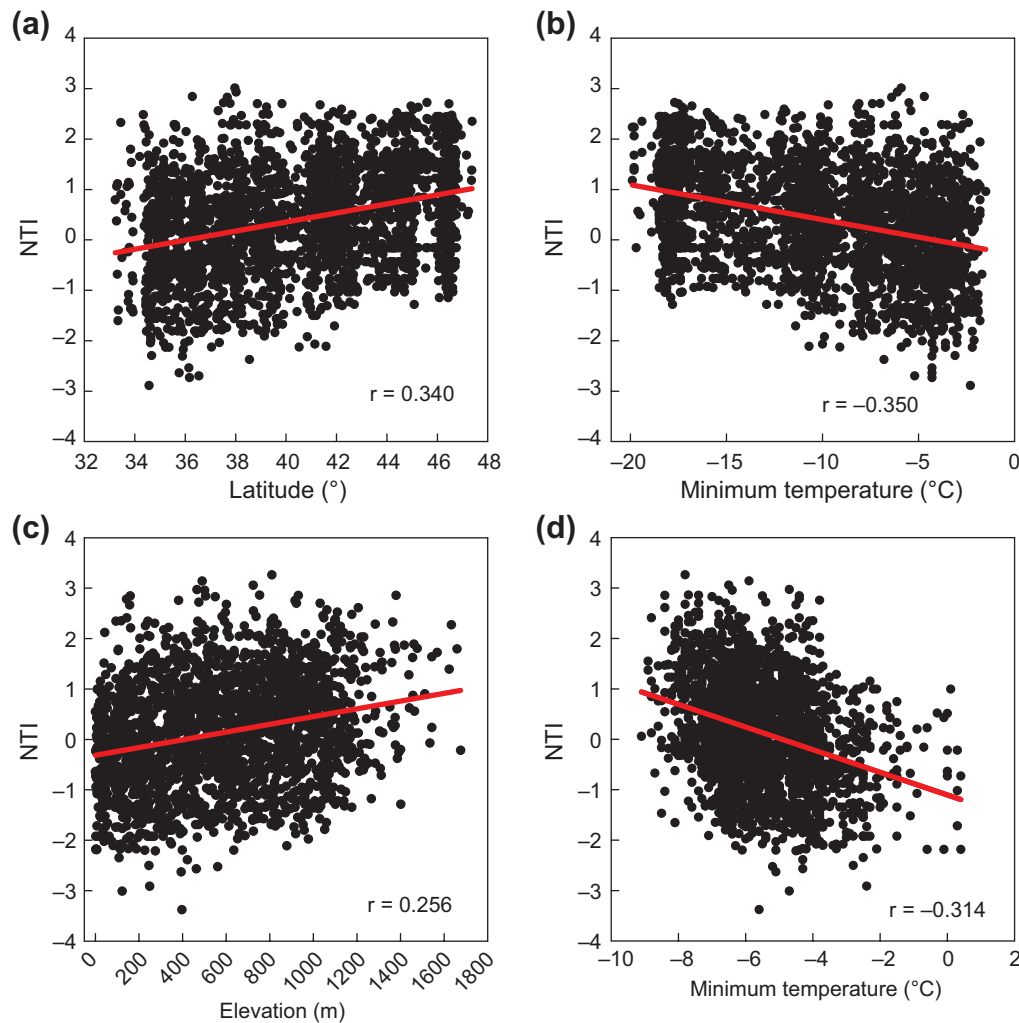 (a)
4
3
2
1
0
–1
–2
–3
–4
NTI
r = 0.340
32 34 36 38 40 42 44 46 48
Latitude (°)
(b)
4
3
2
1
0
–1
–2
–3
–4
NTI
r = –0.350
–20 –15 –10 –5 0
Minimum temperature (°C)
(c)
4
3
2
1
0
–1
–2
–3
–4
NTI
r = 0.256
0 200 400 600 800 1000 1200 1400 1600 1800
Elevation (m)
(d)
4
3
2
1
0
–1
–2
–3
–4
NTI
r = –0.314
–10 –8 –6 –4 –2 0 2
Minimum temperature (°C)